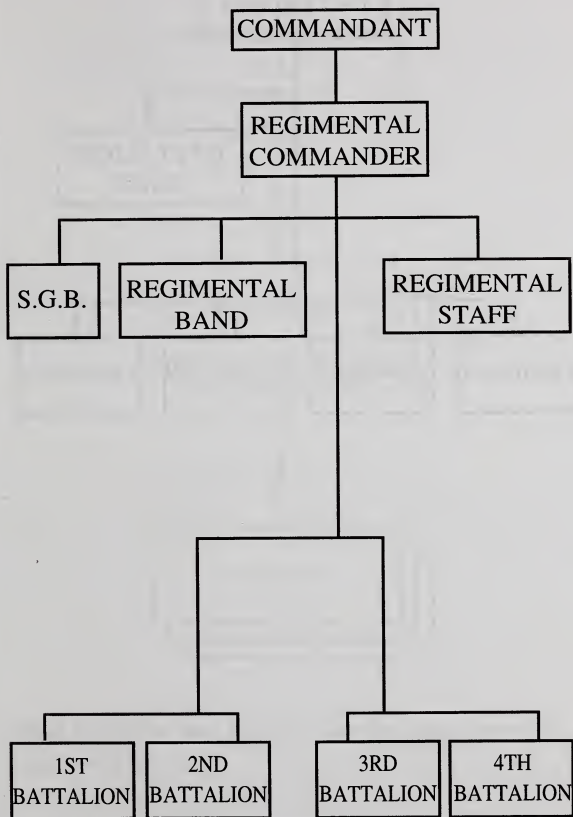 COMMANDANT
REGIMENTAL
COMMANDER
S.G.B.
REGIMENTAL
BAND
REGIMENTAL
STAFF
1ST
BATTALION
2ND
BATTALION
3RD
BATTALION
4TH
BATTALION